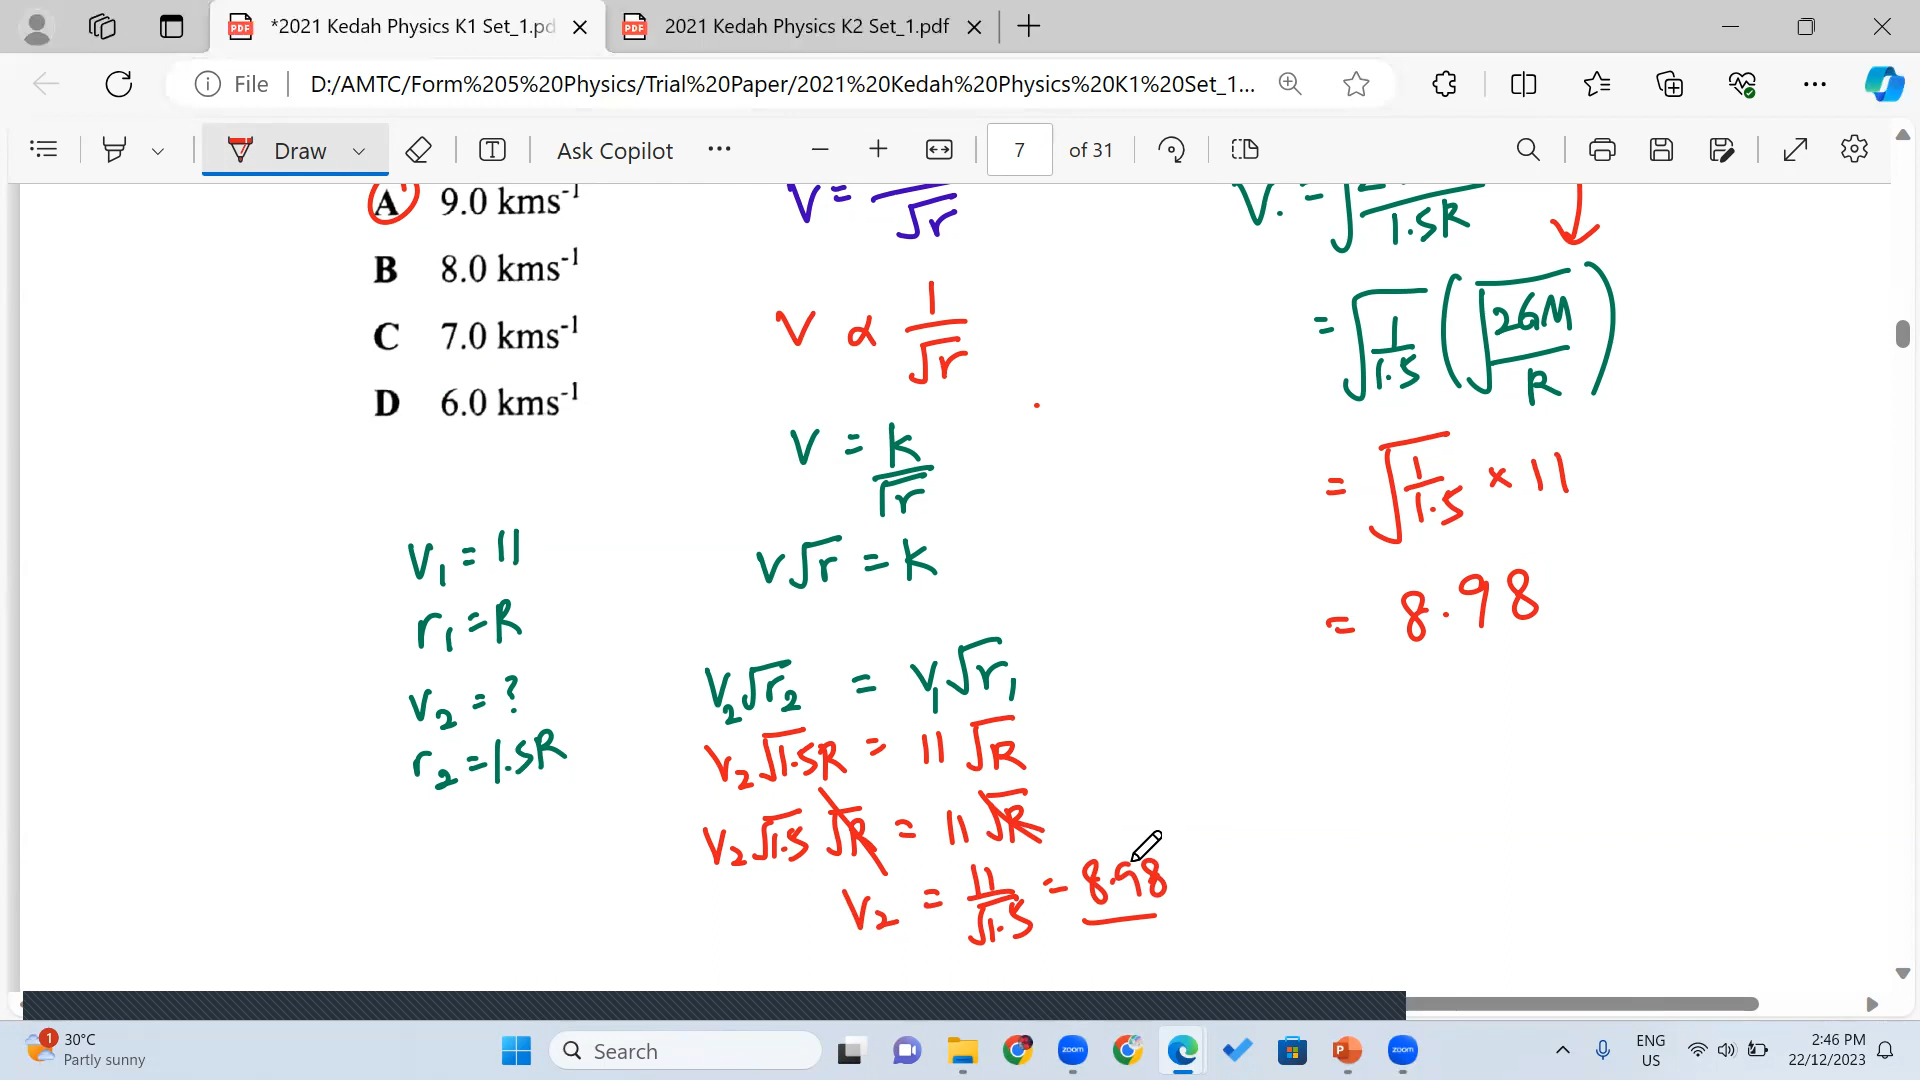 *2021 Kedah Physics K1 Set_1.pd
2021 Kedah Physics K2 Set_1.pdf
File
D:/AMTC/Form%205%20Physics/Trial%20Paper/2021%20Kedah%20Physics%20K1%20Set_1...
Draw
T
Ask Copilot
7 of 31
A 9.0 kms⁻¹
B 8.0 kms⁻¹
C 7.0 kms⁻¹
D 6.0 kms⁻¹
V₁ = 11
r₁ = R
V₂ = ?
r₂ = 1.5R
V = /√r
V ∝ 1/√r
V = k/√r
V√r = k
V₂√r₂ = V₁√r₁
V₂√1.5R = 11√R
V₂√1.5 √R = 11√R
V₂ = 11/√1.5 = 8.98
= √(1/1.5) (√(2GM/R))
= √(1/1.5) × 11
= 8.98
1
30°C
Partly sunny
Search
zoom
P
zoom
ENG
US
2:46 PM
22/12/2023